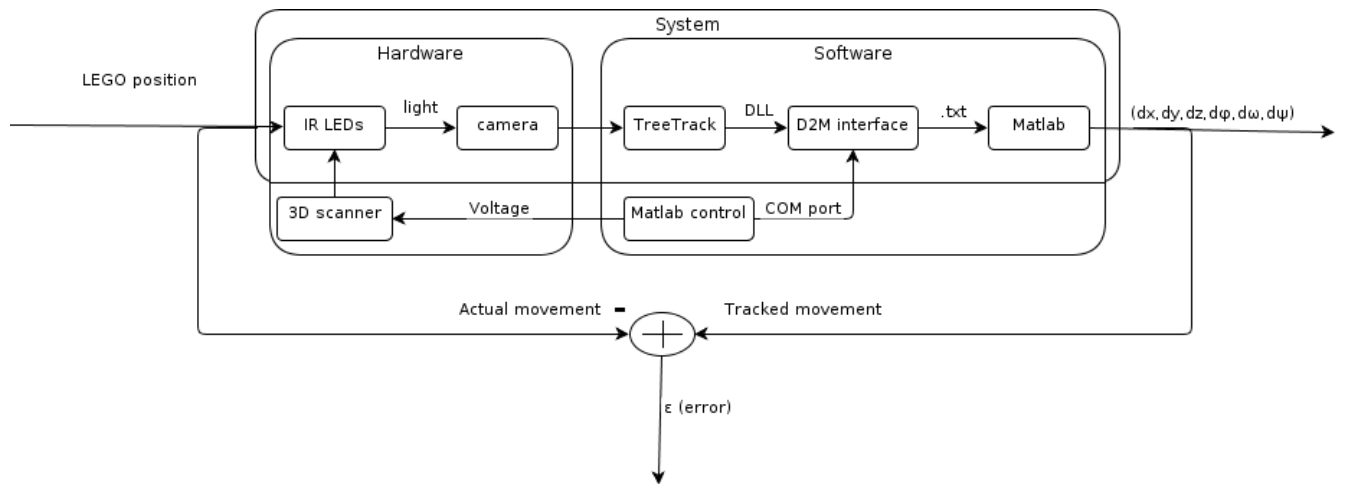 System
Hardware
Software
LEGO position
IR LEDs
light
camera
TreeTrack
DLL
D2M interface
.txt
Matlab
(dx,dy,dz,dφ,dω,dψ)
3D scanner
Voltage
Matlab control
COM port
Actual movement -
Tracked movement
+
ε (error)